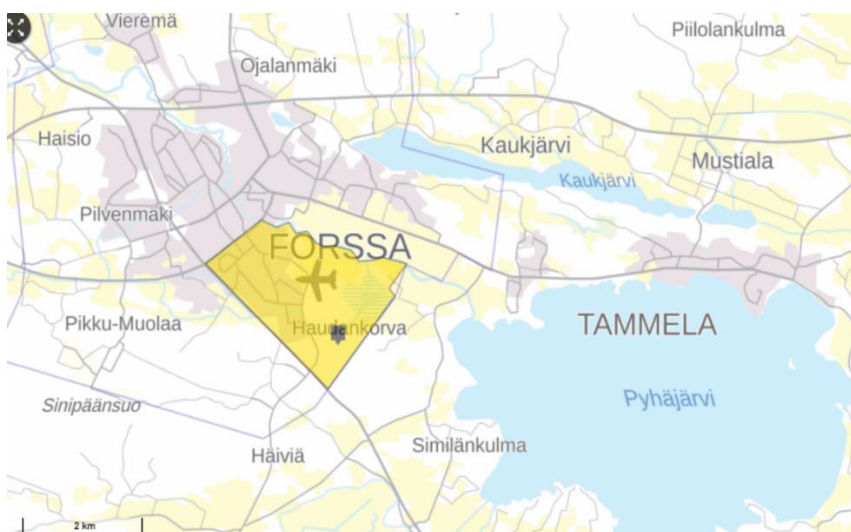 Vieremä
Piilolankulma
Ojalanmäki
Haisio
Kaukjärvi
Mustiala
Kaukjärvi
Pilvenmäki
FORSSA
Pikku-Muolaa
Haudankorva
TAMMELA
Pyhäjärvi
Sinipäänsuo
Häiviä
Similänkulma
2 km